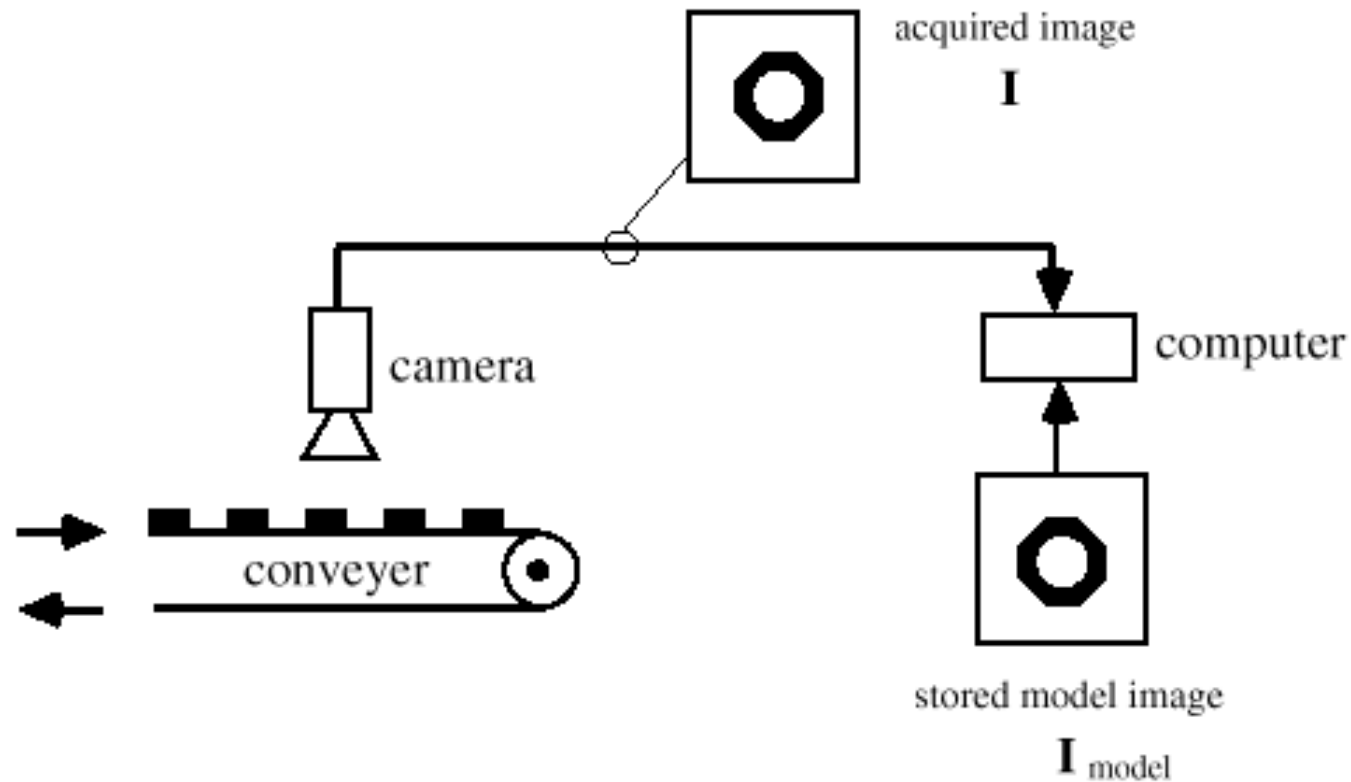 acquired image
I
camera
computer
conveyer
stored model image
I model